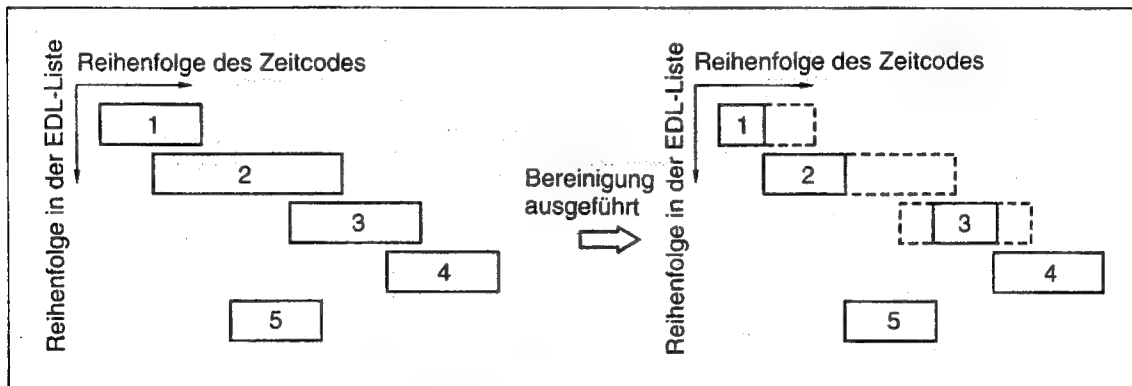 Reihenfolge des Zeitcodes
Reihenfolge in der EDL-Liste
1
2
3
4
5
Bereinigung
ausgeführt
Reihenfolge des Zeitcodes
Reihenfolge in der EDL-Liste
1
2
3
4
5